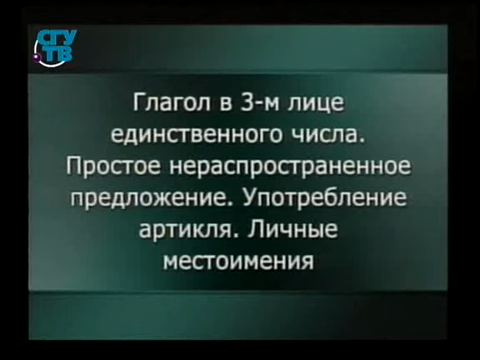 СГУ
ТВ
Глагол в 3-м лице
единственного числа.
Простое нераспространенное
предложение. Употребление
артикля. Личные
местоимения